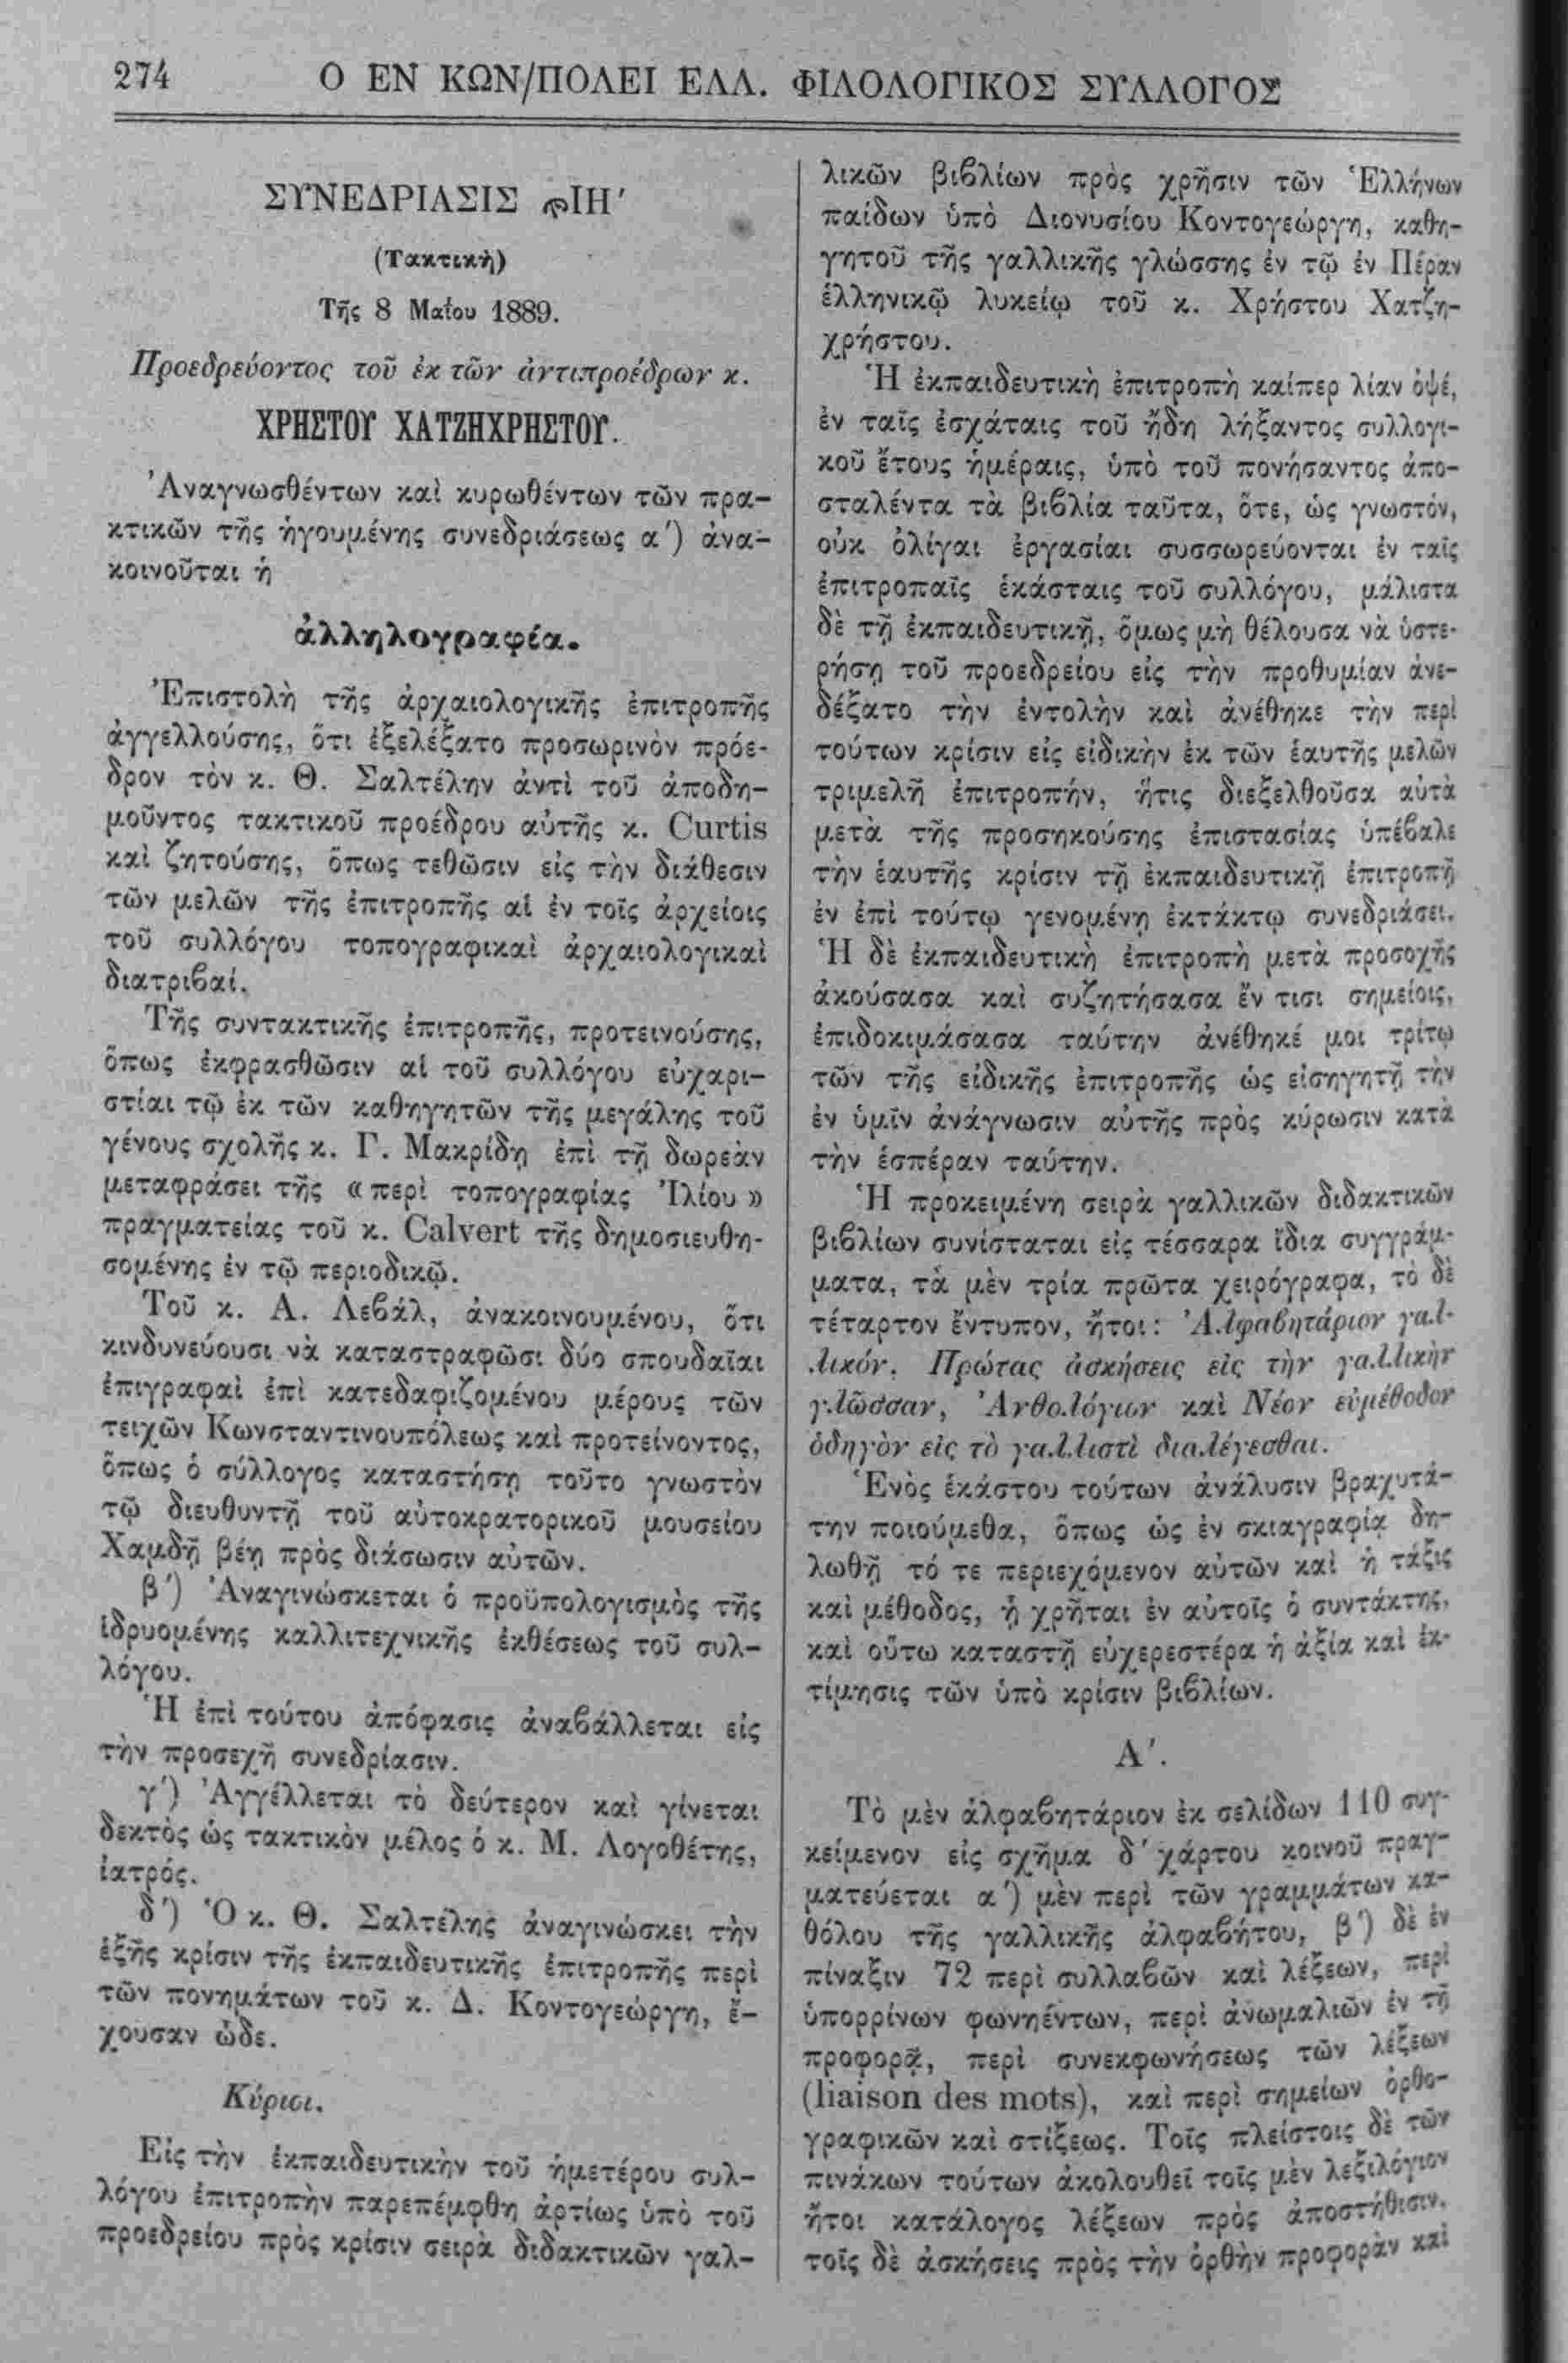 274 Ο ΕΝ ΚΩΝ/ΠΟΛΕΙ ΕΛΛ. ΦΙΛΟΛΟΓΙΚΟΣ ΣΥΛΛΟΓΟΣ
ΣΥΝΕΔΡΙΑΣΙΣ ϠΙΗ'
(Τακτικὴ)
Τῆς 8 Μαΐου 1889.
Προεδρεύοντος τοῦ ἐκ τῶν ἀντιπροέδρων κ.
ΧΡΗΣΤΟΥ ΧΑΤΖΗΧΡΗΣΤΟΥ.
Ἀναγνωσθέντων καὶ κυρωθέντων τῶν πρα-
κτικῶν τῆς ἡγουμένης συνεδριάσεως α') ἀνα-
κοινοῦται ἡ
ἀλληλογραφία.
Ἐπιστολὴ τῆς ἀρχαιολογικῆς ἐπιτροπῆς
ἀγγελλούσης, ὅτι ἐξελέξατο προσωρινὸν πρόε-
δρον τὸν κ. Θ. Σαλτέλην ἀντὶ τοῦ ἀποδη-
μοῦντος τακτικοῦ προέδρου αὐτῆς κ. Curtis
καὶ ζητούσης, ὅπως τεθῶσιν εἰς τὴν διάθεσιν
τῶν μελῶν τῆς ἐπιτροπῆς αἱ ἐν τοῖς ἀρχείοις
τοῦ συλλόγου τοπογραφικαὶ ἀρχαιολογικαὶ
διατριβαί.
Τῆς συντακτικῆς ἐπιτροπῆς, προτεινούσης,
ὅπως ἐκφρασθῶσιν αἱ τοῦ συλλόγου εὐχαρι-
στίαι τῷ ἐκ τῶν καθηγητῶν τῆς μεγάλης τοῦ
γένους σχολῆς κ. Γ. Μακρίδῃ ἐπὶ τῇ δωρεὰν
μεταφράσει τῆς «περὶ τοπογραφίας Ἰλίου»
πραγματείας τοῦ κ. Calvert τῆς δημοσιευθη-
σομένης ἐν τῷ περιοδικῷ.
Τοῦ κ. Α. Λεβάλ, ἀνακοινουμένου, ὅτι
κινδυνεύουσι νὰ καταστραφῶσι δύο σπουδαῖαι
ἐπιγραφαὶ ἐπὶ κατεδαφιζομένου μέρους τῶν
τειχῶν Κωνσταντινουπόλεως καὶ προτείνοντος,
ὅπως ὁ σύλλογος καταστήσῃ τοῦτο γνωστὸν
τῷ διευθυντῇ τοῦ αὐτοκρατορικοῦ μουσείου
Χαμδῆ βέῃ πρὸς διάσωσιν αὐτῶν.
β') Ἀναγινώσκεται ὁ προϋπολογισμὸς τῆς
ἱδρυομένης καλλιτεχνικῆς ἐκθέσεως τοῦ συλ-
λόγου.
Ἡ ἐπὶ τούτου ἀπόφασις ἀναβάλλεται εἰς
τὴν προσεχῆ συνεδρίασιν.
γ') Ἀγγέλλεται τὸ δεύτερον καὶ γίνεται
δεκτὸς ὡς τακτικὸν μέλος ὁ κ. Μ. Λογοθέτης,
ἰατρός.
δ') Ὁ κ. Θ. Σαλτέλης ἀναγινώσκει τὴν
ἑξῆς κρίσιν τῆς ἐκπαιδευτικῆς ἐπιτροπῆς περὶ
τῶν πονημάτων τοῦ κ. Δ. Κοντογεώργη, ἔ-
χουσαν ὧδε.
Κύριοι.
Εἰς τὴν ἐκπαιδευτικὴν τοῦ ἡμετέρου συλ-
λόγου ἐπιτροπὴν παρεπέμφθη ἀρτίως ὑπὸ τοῦ
προεδρείου πρὸς κρίσιν σειρὰ διδακτικῶν γαλ-
λικῶν βιβλίων πρὸς χρῆσιν τῶν Ἑλλήνων
παίδων ὑπὸ Διονυσίου Κοντογεώργη, καθη-
γητοῦ τῆς γαλλικῆς γλώσσης ἐν τῷ ἐν Πέραν
ἑλληνικῷ λυκείῳ τοῦ κ. Χρήστου Χατζη-
χρήστου.
Ἡ ἐκπαιδευτικὴ ἐπιτροπὴ καίπερ λίαν ὀψέ,
ἐν ταῖς ἐσχάταις τοῦ ἤδη λήξαντος συλλογι-
κοῦ ἔτους ἡμέραις, ὑπὸ τοῦ πονήσαντος ἀπο-
σταλέντα τὰ βιβλία ταῦτα, ὅτε, ὡς γνωστόν,
οὐκ ὀλίγαι ἐργασίαι συσσωρεύονται ἐν ταῖς
ἐπιτροπαῖς ἑκάσταις τοῦ συλλόγου, μάλιστα
δὲ τῇ ἐκπαιδευτικῇ, ὅμως μὴ θέλουσα νὰ ὑστε-
ρήσῃ τοῦ προεδρείου εἰς τὴν προθυμίαν ἀνε-
δέξατο τὴν ἐντολὴν καὶ ἀνέθηκε τὴν περὶ
τούτων κρίσιν εἰς εἰδικὴν ἐκ τῶν ἑαυτῆς μελῶν
τριμελῆ ἐπιτροπήν, ἥτις διεξελθοῦσα αὐτὰ
μετὰ τῆς προσηκούσης ἐπιστασίας ὑπέβαλε
τὴν ἑαυτῆς κρίσιν τῇ ἐκπαιδευτικῇ ἐπιτροπῇ
ἐν ἐπὶ τούτῳ γενομένῃ ἐκτάκτῳ συνεδριάσει.
Ἡ δὲ ἐκπαιδευτικὴ ἐπιτροπὴ μετὰ προσοχῆς
ἀκούσασα καὶ συζητήσασα ἔν τισι σημείοις,
ἐπιδοκιμάσασα ταύτην ἀνέθηκέ μοι τρίτῳ
τῶν τῆς εἰδικῆς ἐπιτροπῆς ὡς εἰσηγητῇ τὴν
ἐν ὑμῖν ἀνάγνωσιν αὐτῆς πρὸς κύρωσιν κατὰ
τὴν ἑσπέραν ταύτην.
Ἡ προκειμένη σειρὰ γαλλικῶν διδακτικῶν
βιβλίων συνίσταται εἰς τέσσαρα ἴδια συγγράμ-
ματα, τὰ μὲν τρία πρῶτα χειρόγραφα, τὸ δὲ
τέταρτον ἔντυπον, ἤτοι: Ἀλφαβητάριον γαλ-
λικόν, Πρώτας ἀσκήσεις εἰς τὴν γαλλικὴν
γλῶσσαν, Ἀνθολόγιον καὶ Νέον εὐμέθοδον
ὁδηγὸν εἰς τὸ γαλλιστὶ διαλέγεσθαι.
Ἑνὸς ἑκάστου τούτων ἀνάλυσιν βραχυτά-
την ποιούμεθα, ὅπως ὡς ἐν σκιαγραφίᾳ δη-
λωθῇ τό τε περιεχόμενον αὐτῶν καὶ ἡ τάξις
καὶ μέθοδος, ᾗ χρῆται ἐν αὐτοῖς ὁ συντάκτης,
καὶ οὕτω καταστῇ εὐχερεστέρα ἡ ἀξία καὶ ἐκ-
τίμησις τῶν ὑπὸ κρίσιν βιβλίων.
Α'.
Τὸ μὲν ἀλφαβητάριον ἐκ σελίδων 110 συγ-
κείμενον εἰς σχῆμα δ' χάρτου κοινοῦ πραγ-
ματεύεται α') μὲν περὶ τῶν γραμμάτων κα-
θόλου τῆς γαλλικῆς ἀλφαβήτου, β') δὲ ἐν
πίναξιν 72 περὶ συλλαβῶν καὶ λέξεων, περὶ
ὑπορρίνων φωνηέντων, περὶ ἀνωμαλιῶν ἐν τῇ
προφορᾷ, περὶ συνεκφωνήσεως τῶν λέξεων
(liaison des mots), καὶ περὶ σημείων ὀρθο-
γραφικῶν καὶ στίξεως. Τοῖς πλείστοις δὲ τῶν
πινάκων τούτων ἀκολουθεῖ τοῖς μὲν λεξιλόγιον
ἤτοι κατάλογος λέξεων πρὸς ἀποστήθισιν,
τοῖς δὲ ἀσκήσεις πρὸς τὴν ὀρθὴν προφορὰν καὶ